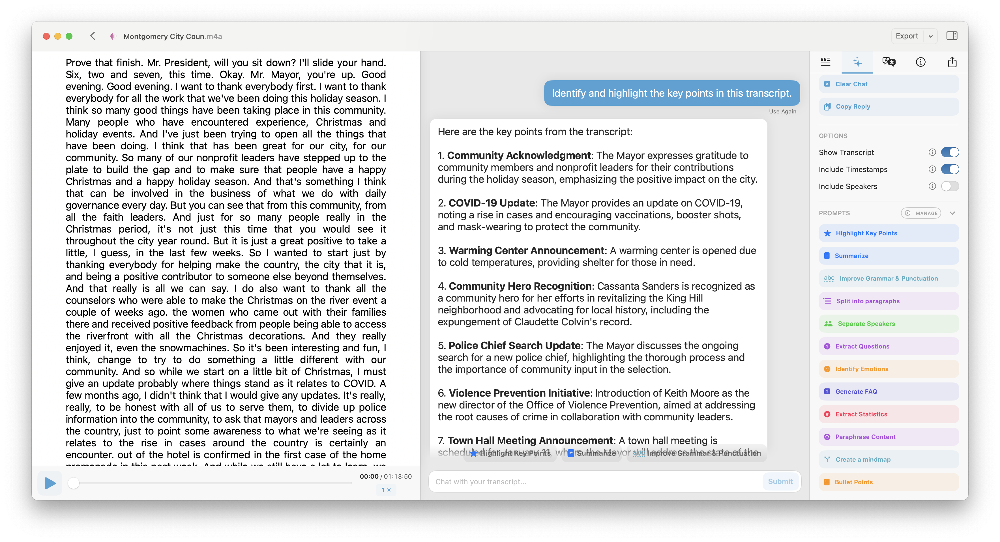 Montgomery City Coun.m4a
Export
Prove that finish. Mr. President, will you sit down? I'll slide your hand.
Six, two and seven, this time. Okay. Mr. Mayor, you're up. Good
evening. Good evening. I want to thank everybody first. I want to thank
everybody for all the work that we've been doing this holiday season. I
think so many good things have been taking place in this community.
Many people who have encountered experience, Christmas and
holiday events. And I've just been trying to open all the things that
have been doing. I think that has been great for our city, for our
community. So many of our nonprofit leaders have stepped up to the
plate to build the gap and to make sure that people have a happy
Christmas and a happy holiday season. And that's something I think
that can be involved in the business of what we do with daily
governance every day. But you can see that from this community, from
all the faith leaders. And just for so many people really in the
Christmas period, it's not just this time that you would see it
throughout the city year round. But it is just a great positive to take a
little, I guess, in the last few weeks. So I wanted to start just by
thanking everybody for helping make the country, the city that it is,
and being a positive contributor to someone else beyond themselves.
And that really is all we can say. I do also want to thank all the
counselors who were able to make the Christmas on the river event a
couple of weeks ago. the women who came out with their families
there and received positive feedback from people being able to access
the riverfront with all the Christmas decorations. And they really
enjoyed it, even the snowmachines. So it's been interesting and fun, I
think, change to try to do something a little different with our
community. And so while we start on a little bit of Christmas, I must
give an update probably where things stand as it relates to COVID. A
few months ago, I didn't think that I would give any updates. It's really,
really, to be honest with all of us to serve them, to divide up police
information into the community, to ask that mayors and leaders across
the country, just to point some awareness to what we're seeing as it
relates to the rise in cases around the country is certainly an
encounter. out of the hotel is confirmed in the first case of the home
promenade in this past week. And while we still have a lot to learn, we
00:00 / 01:13:50
1 ×
Identify and highlight the key points in this transcript.
Use Again
Here are the key points from the transcript:
1. Community Acknowledgment: The Mayor expresses gratitude to
community members and nonprofit leaders for their contributions
during the holiday season, emphasizing the positive impact on the city.
2. COVID-19 Update: The Mayor provides an update on COVID-19,
noting a rise in cases and encouraging vaccinations, booster shots,
and mask-wearing to protect the community.
3. Warming Center Announcement: A warming center is opened due
to cold temperatures, providing shelter for those in need.
4. Community Hero Recognition: Cassanta Sanders is recognized as
a community hero for her efforts in revitalizing the King Hill
neighborhood and advocating for local history, including the
expungement of Claudette Colvin's record.
5. Police Chief Search Update: The Mayor discusses the ongoing
search for a new police chief, highlighting the thorough process and
the importance of community input in the selection.
6. Violence Prevention Initiative: Introduction of Keith Moore as the
new director of the Office of Violence Prevention, aimed at addressing
the root causes of crime in collaboration with community leaders.
7. Town Hall Meeting Announcement: A town hall meeting is
scheduled for January 11, where the Mayor will address the state of the
Highlight Key Points
Summarize
abc Improve Grammar & Punctuation
Chat with your transcript...
Submit
Clear Chat
Copy Reply
OPTIONS
Show Transcript
Include Timestamps
Include Speakers
PROMPTS
MANAGE
Highlight Key Points
Summarize
abc Improve Grammar & Punctuation
Split into paragraphs
Separate Speakers
Extract Questions
Identify Emotions
Generate FAQ
Extract Statistics
Paraphrase Content
Create a mindmap
Bullet Points